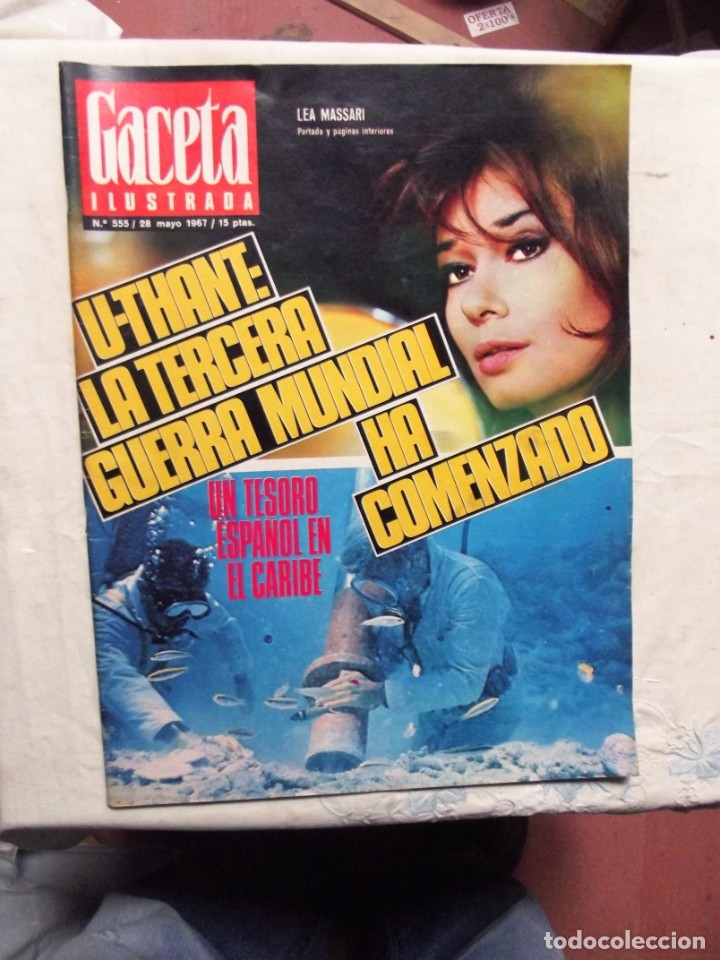 OFERTA
2x100's
Gaceta
ILUSTRADA
N.º 555 / 28 mayo 1967 / 15 ptas.
LEA MASSARI
Portada y páginas interiores
U-THANT:
LA TERCERA
GUERRA MUNDIAL
HA
COMENZADO
UN TESORO
ESPAÑOL EN
EL CARIBE
todocoleccion